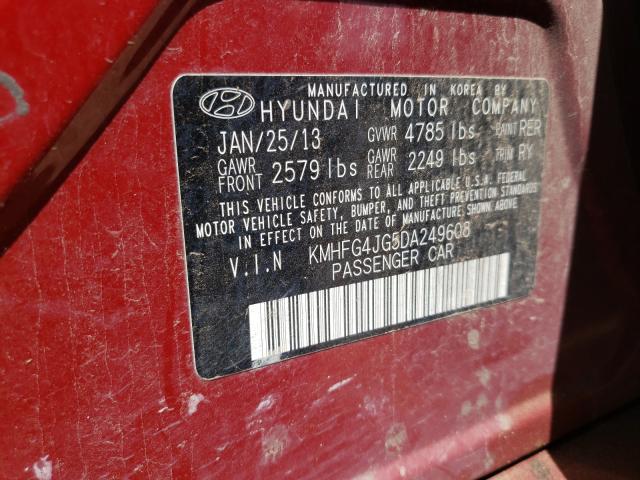 MANUFACTURED IN KOREA BY
HYUNDAI MOTOR COMPANY
JAN/25/13 GVWR 4785 lbs. PAINT RER
GAWR FRONT 2579 lbs GAWR REAR 2249 lbs TRIM RY
THIS VEHICLE CONFORMS TO ALL APPLICABLE U.S.A. FEDERAL
MOTOR VEHICLE SAFETY, BUMPER, AND THEFT PREVENTION STANDARDS
IN EFFECT ON THE DATE OF MANUFACTURE SHOWN ABOVE.
V.I.N KMHFG4JG5DA249608
PASSENGER CAR